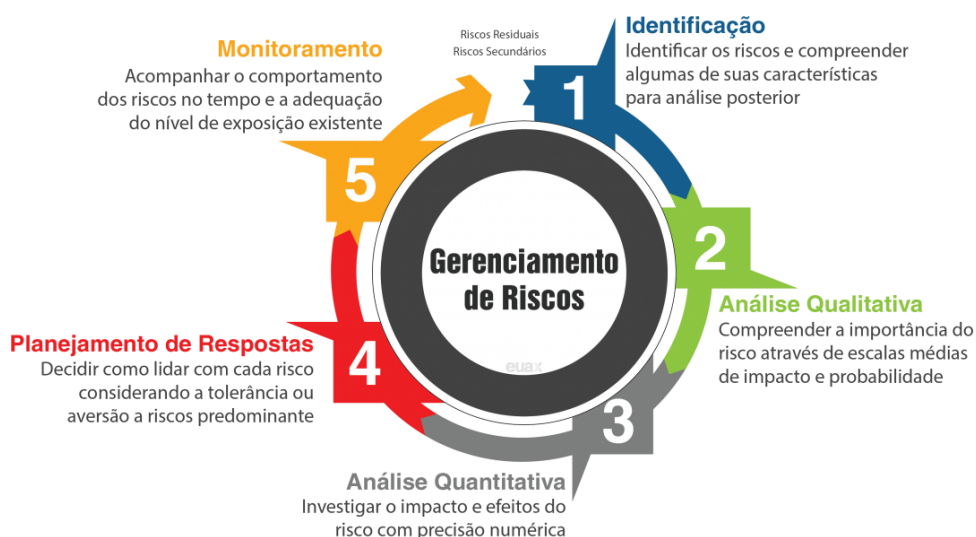 Riscos Residuais
Riscos Secundários
1
Identificação
Identificar os riscos e compreender
algumas de suas características
para análise posterior
2
Análise Qualitativa
Compreender a importância do
risco através de escalas médias
de impacto e probabilidade
3
Análise Quantitativa
Investigar o impacto e efeitos do
risco com precisão numérica
4
Planejamento de Respostas
Decidir como lidar com cada risco
considerando a tolerância ou
aversão a riscos predominante
5
Monitoramento
Acompanhar o comportamento
dos riscos no tempo e a adequação
do nível de exposição existente
Gerenciamento
de Riscos
euax